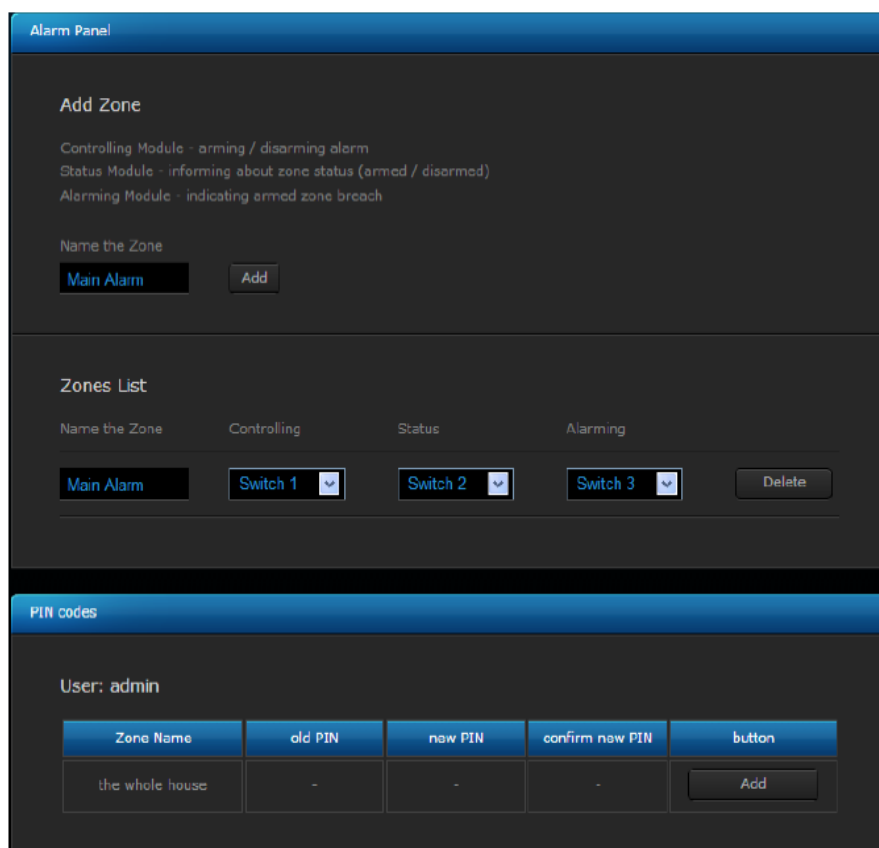 Alarm Panel
Add Zone
Controlling Module - arming / disarming alarm
Status Module - informing about zone status (armed / disarmed)
Alarming Module - indicating armed zone breach
Name the Zone
Main Alarm Add
Zones List
Name the Zone Controlling Status Alarming
Main Alarm Switch 1 Switch 2 Switch 3 Delete
PIN codes
User: admin
Zone Name old PIN new PIN confirm new PIN button
the whole house - - - Add